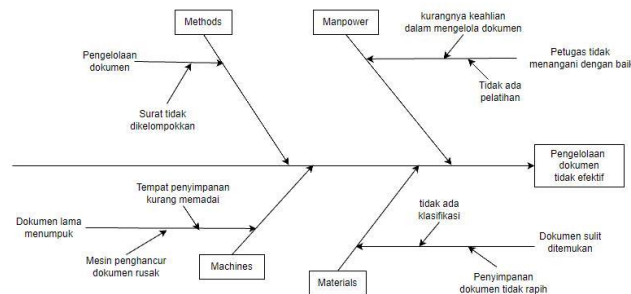 Methods
Manpower
kurangnya keahlian
dalam mengelola dokumen
Pengelolaan
dokumen
Petugas tidak
menangani dengan baik
Surat tidak
dikelompokkan
Tidak ada
pelatihan
Pengelolaan
dokumen
tidak efektif
Tempat penyimpanan
kurang memadai
tidak ada
klasifikasi
Dokumen lama
menumpuk
Dokumen sulit
ditemukan
Mesin penghancur
dokumen rusak
Machines
Materials
Penyimpanan
dokumen tidak rapih